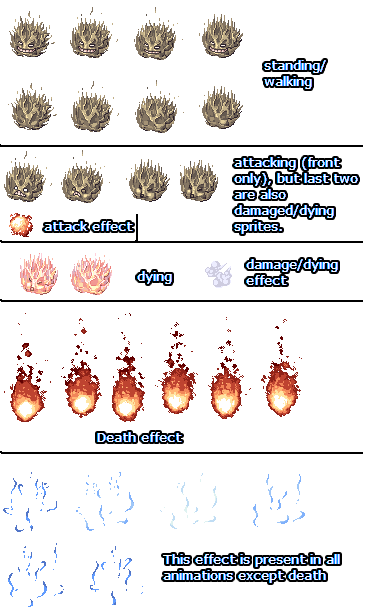 standing/
walking
attacking (front
only), but last two
are also
damaged/dying
sprites.
attack effect
dying
damage/dying
effect
Death effect
This effect is present in all
animations except death